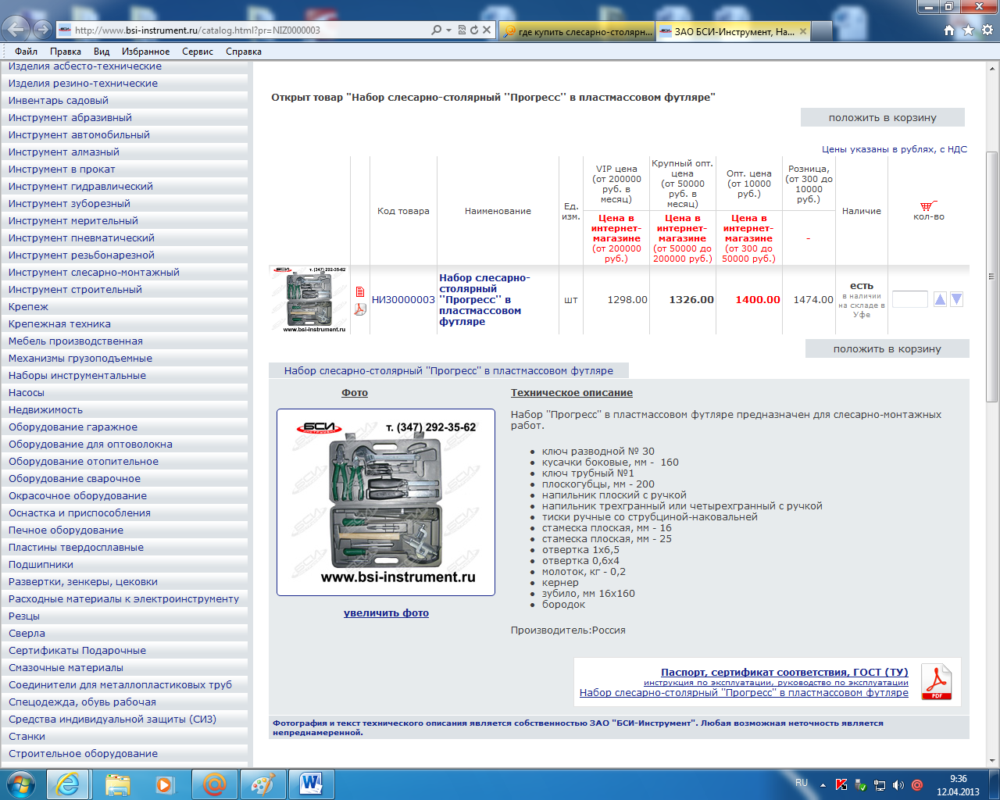 http://www.bsi-instrument.ru/catalog.html?pr=NIZ0000003
где купить слесарно-столярн...
ЗАО БСИ-Инструмент, На...
Файл Правка Вид Избранное Сервис Справка
Изделия асбесто-технические
Изделия резино-технические
Инвентарь садовый
Инструмент абразивный
Инструмент автомобильный
Инструмент алмазный
Инструмент в прокат
Инструмент гидравлический
Инструмент зуборезный
Инструмент мерительный
Инструмент пневматический
Инструмент резьбонарезной
Инструмент слесарно-монтажный
Инструмент строительный
Крепеж
Крепежная техника
Мебель производственная
Механизмы грузоподъемные
Наборы инструментальные
Насосы
Недвижимость
Оборудование гаражное
Оборудование для оптоволокна
Оборудование отопительное
Оборудование сварочное
Окрасочное оборудование
Оснастка и приспособления
Печное оборудование
Пластины твердосплавные
Подшипники
Развертки, зенкеры, цековки
Расходные материалы к электроинструменту
Резцы
Сверла
Сертификаты Подарочные
Смазочные материалы
Соединители для металлопластиковых труб
Спецодежда, обувь рабочая
Средства индивидуальной защиты (СИЗ)
Станки
Строительное оборудование
Открыт товар "Набор слесарно-столярный ''Прогресс'' в пластмассовом футляре"
положить в корзину
Цены указаны в рублях, с НДС
Код товара
Наименование
Ед.
изм.
VIP цена
(от 200000
руб. в
месяц)
Цена в
интернет-
магазине
(от 200000
руб.)
Крупный опт.
цена
(от 50000
руб. в
месяц)
Цена в
интернет-
магазине
(от 50000 до
200000 руб.)
Опт. цена
(от 10000
руб.)
Цена в
интернет-
магазине
(от 300 до
50000 руб.)
Розница,
(от 300 до
10000
руб.)
-
Наличие
кол-во
БСИ т. (347) 292-35-62
www.bsi-instrument.ru
НИ30000003
Набор слесарно-
столярный
''Прогресс'' в
пластмассовом
футляре
шт
1298.00
1326.00
1400.00
1474.00
есть
в наличии
на складе в
Уфе
положить в корзину
Набор слесарно-столярный ''Прогресс'' в пластмассовом футляре
Фото
БСИ т. (347) 292-35-62
ИНСТРУМЕНТ
www.bsi-instrument.ru
увеличить фото
Техническое описание
Набор ''Прогресс'' в пластмассовом футляре предназначен для слесарно-монтажных
работ.
ключ разводной № 30
кусачки боковые, мм - 160
ключ трубный №1
плоскогубцы, мм - 200
напильник плоский с ручкой
напильник трехгранный или четырехгранный с ручкой
тиски ручные со струбциной-наковальней
стамеска плоская, мм - 16
стамеска плоская, мм - 25
отвертка 1х6,5
отвертка 0,6х4
молоток, кг - 0,2
кернер
зубило, мм 16х160
бородок
Производитель:Россия
Паспорт, сертификат соответствия, ГОСТ (ТУ)
инструкция по эксплуатации, руководство по эксплуатации
Набор слесарно-столярный ''Прогресс'' в пластмассовом футляре
PDF
Фотография и текст технического описания является собственностью ЗАО "БСИ-Инструмент". Любая возможная неточность является
непреднамеренной.
RU
9:36
12.04.2013